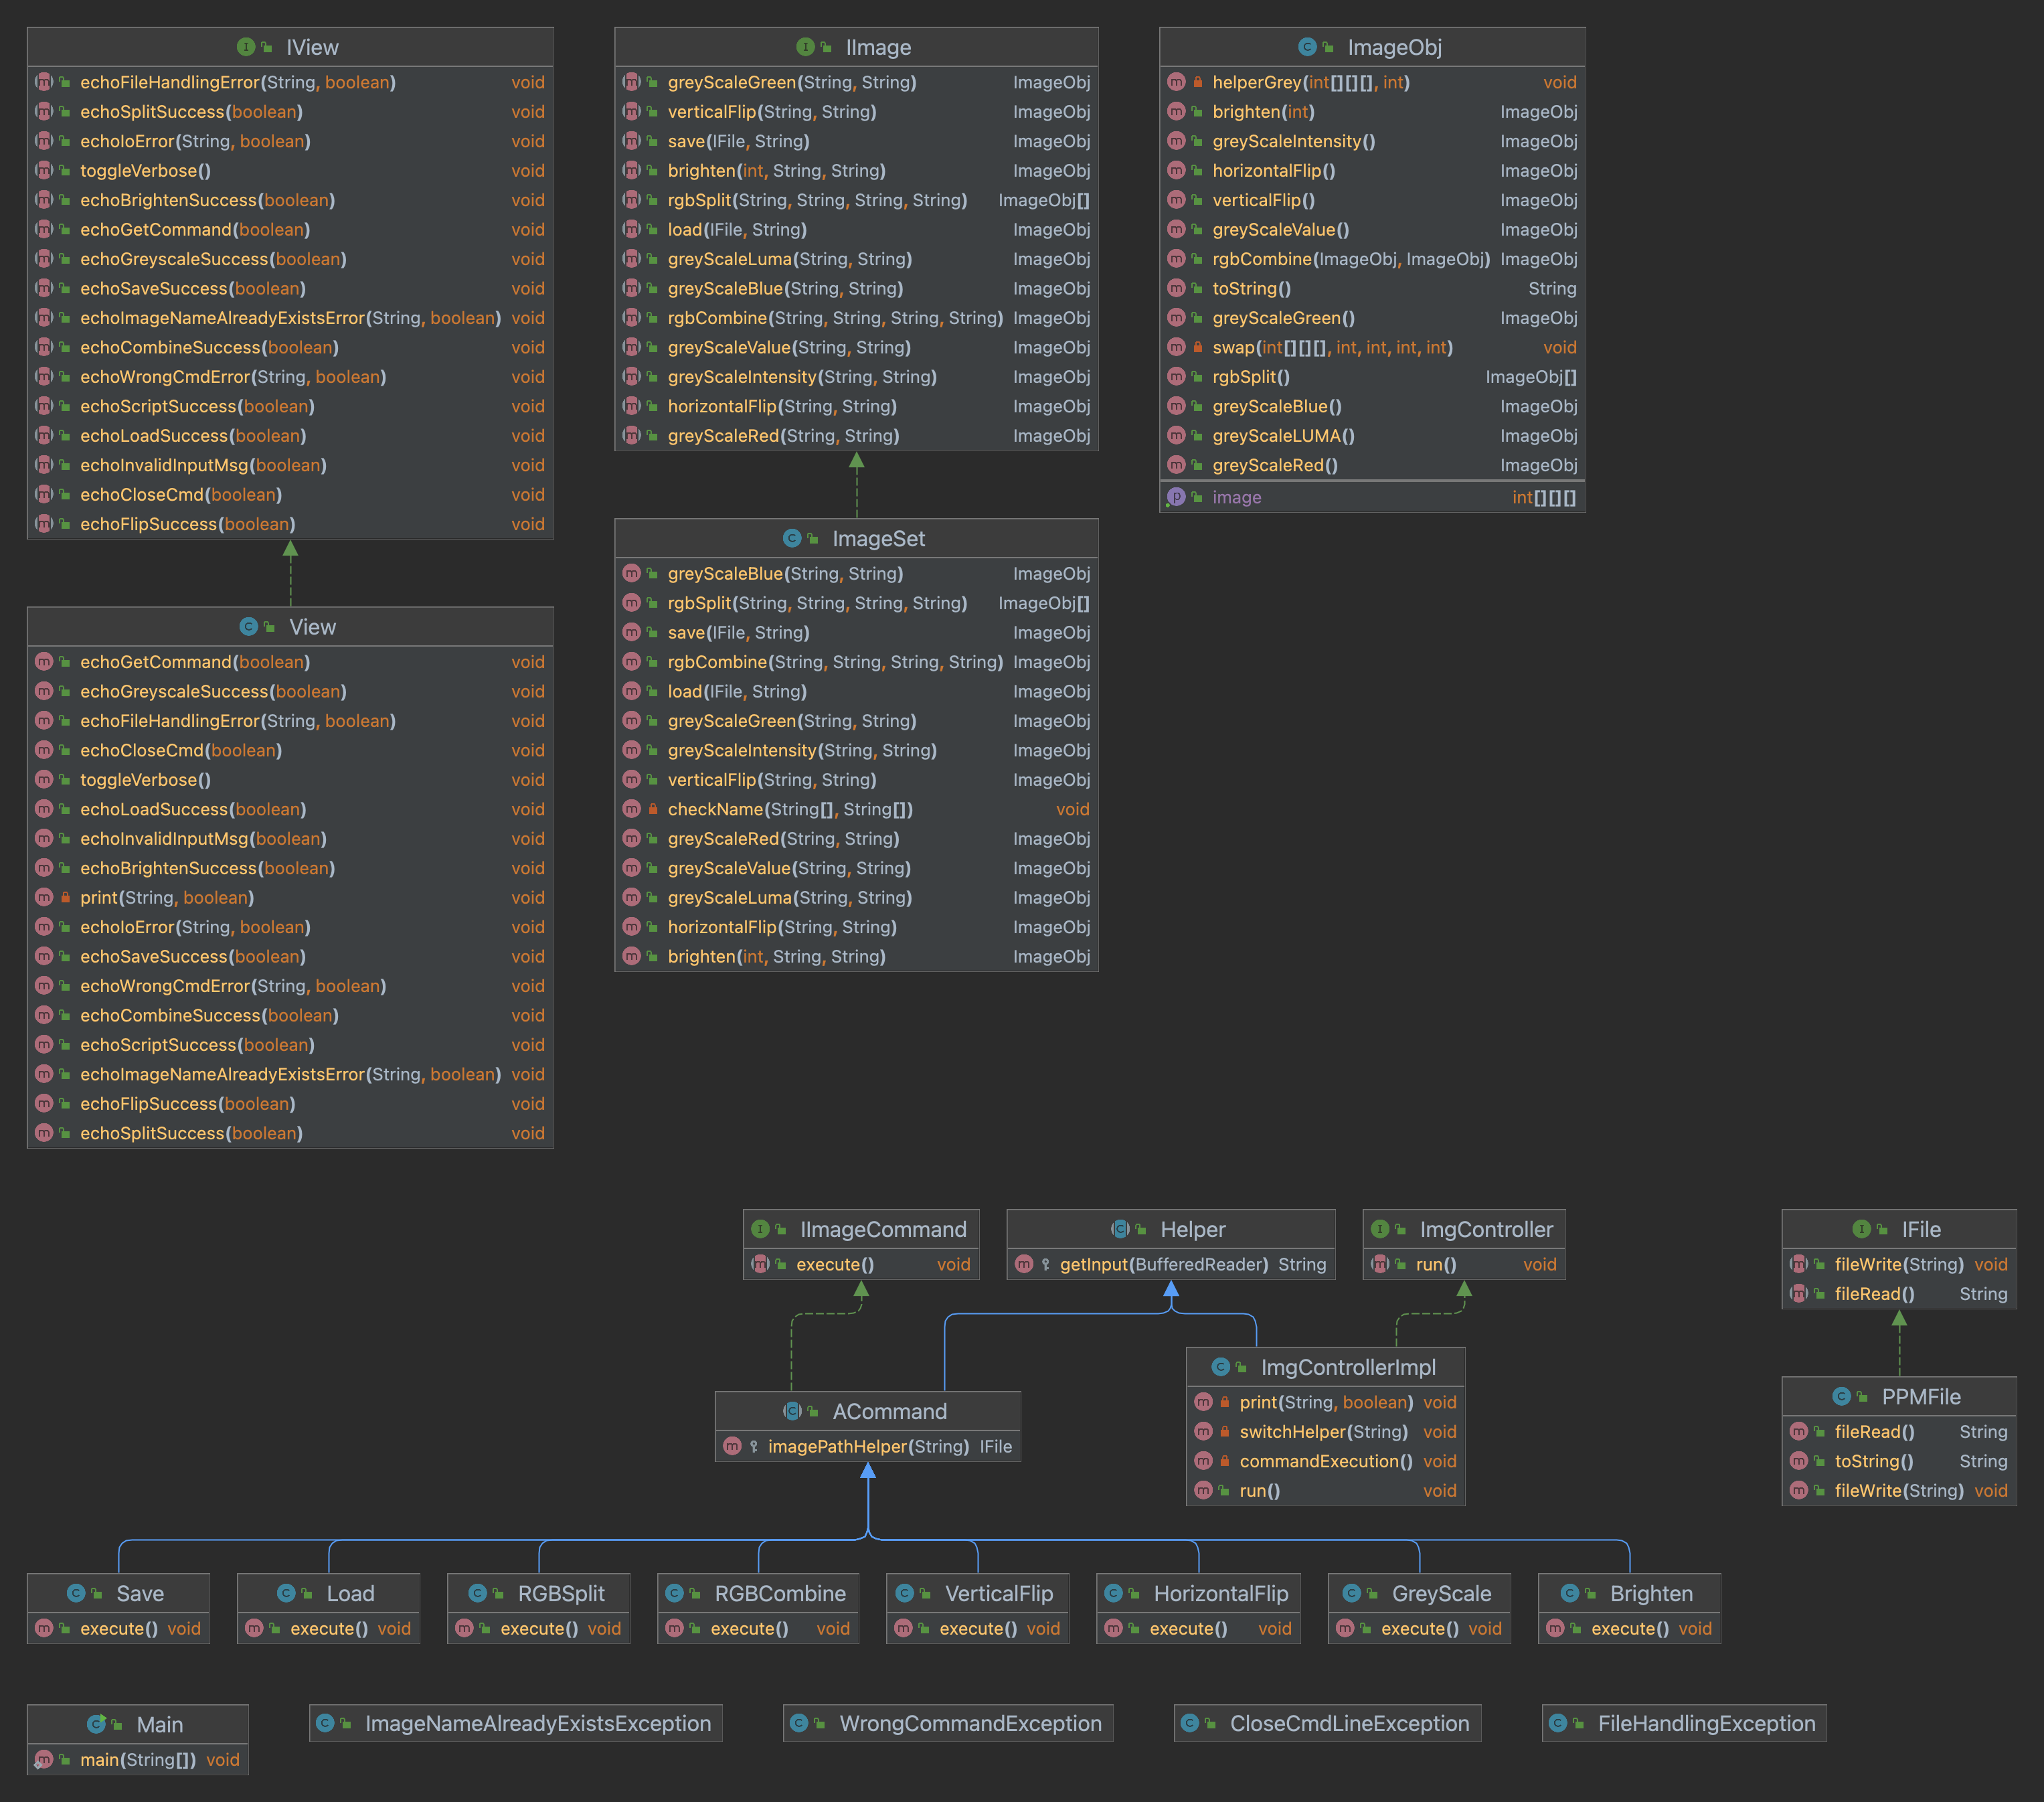 IView
echoFileHandlingError(String, boolean) void
echoSplitSuccess(boolean) void
echoIoError(String, boolean) void
toggleVerbose() void
echoBrightenSuccess(boolean) void
echoGetCommand(boolean) void
echoGreyscaleSuccess(boolean) void
echoSaveSuccess(boolean) void
echoImageNameAlreadyExistsError(String, boolean) void
echoCombineSuccess(boolean) void
echoWrongCmdError(String, boolean) void
echoScriptSuccess(boolean) void
echoLoadSuccess(boolean) void
echoInvalidInputMsg(boolean) void
echoCloseCmd(boolean) void
echoFlipSuccess(boolean) void
View
echoGetCommand(boolean) void
echoGreyscaleSuccess(boolean) void
echoFileHandlingError(String, boolean) void
echoCloseCmd(boolean) void
toggleVerbose() void
echoLoadSuccess(boolean) void
echoInvalidInputMsg(boolean) void
echoBrightenSuccess(boolean) void
print(String, boolean) void
echoIoError(String, boolean) void
echoSaveSuccess(boolean) void
echoWrongCmdError(String, boolean) void
echoCombineSuccess(boolean) void
echoScriptSuccess(boolean) void
echoImageNameAlreadyExistsError(String, boolean) void
echoFlipSuccess(boolean) void
echoSplitSuccess(boolean) void
IImage
greyScaleGreen(String, String) ImageObj
verticalFlip(String, String) ImageObj
save(IFile, String) ImageObj
brighten(int, String, String) ImageObj
rgbSplit(String, String, String, String) ImageObj[]
load(IFile, String) ImageObj
greyScaleLuma(String, String) ImageObj
greyScaleBlue(String, String) ImageObj
rgbCombine(String, String, String, String) ImageObj
greyScaleValue(String, String) ImageObj
greyScaleIntensity(String, String) ImageObj
horizontalFlip(String, String) ImageObj
greyScaleRed(String, String) ImageObj
ImageSet
greyScaleBlue(String, String) ImageObj
rgbSplit(String, String, String, String) ImageObj[]
save(IFile, String) ImageObj
rgbCombine(String, String, String, String) ImageObj
load(IFile, String) ImageObj
greyScaleGreen(String, String) ImageObj
greyScaleIntensity(String, String) ImageObj
verticalFlip(String, String) ImageObj
checkName(String[], String[]) void
greyScaleRed(String, String) ImageObj
greyScaleValue(String, String) ImageObj
greyScaleLuma(String, String) ImageObj
horizontalFlip(String, String) ImageObj
brighten(int, String, String) ImageObj
ImageObj
helperGrey(int[][][], int) void
brighten(int) ImageObj
greyScaleIntensity() ImageObj
horizontalFlip() ImageObj
verticalFlip() ImageObj
greyScaleValue() ImageObj
rgbCombine(ImageObj, ImageObj) ImageObj
toString() String
greyScaleGreen() ImageObj
swap(int[][][], int, int, int, int) void
rgbSplit() ImageObj[]
greyScaleBlue() ImageObj
greyScaleLUMA() ImageObj
greyScaleRed() ImageObj
image int[][][]
IImageCommand
execute() void
Helper
getInput(BufferedReader) String
ImgController
run() void
IFile
fileWrite(String) void
fileRead() String
ACommand
imagePathHelper(String) IFile
ImgControllerImpl
print(String, boolean) void
switchHelper(String) void
commandExecution() void
run() void
PPMFile
fileRead() String
toString() String
fileWrite(String) void
Save
execute() void
Load
execute() void
RGBSplit
execute() void
RGBCombine
execute() void
VerticalFlip
execute() void
HorizontalFlip
execute() void
GreyScale
execute() void
Brighten
execute() void
Main
main(String[]) void
ImageNameAlreadyExistsException
WrongCommandException
CloseCmdLineException
FileHandlingException